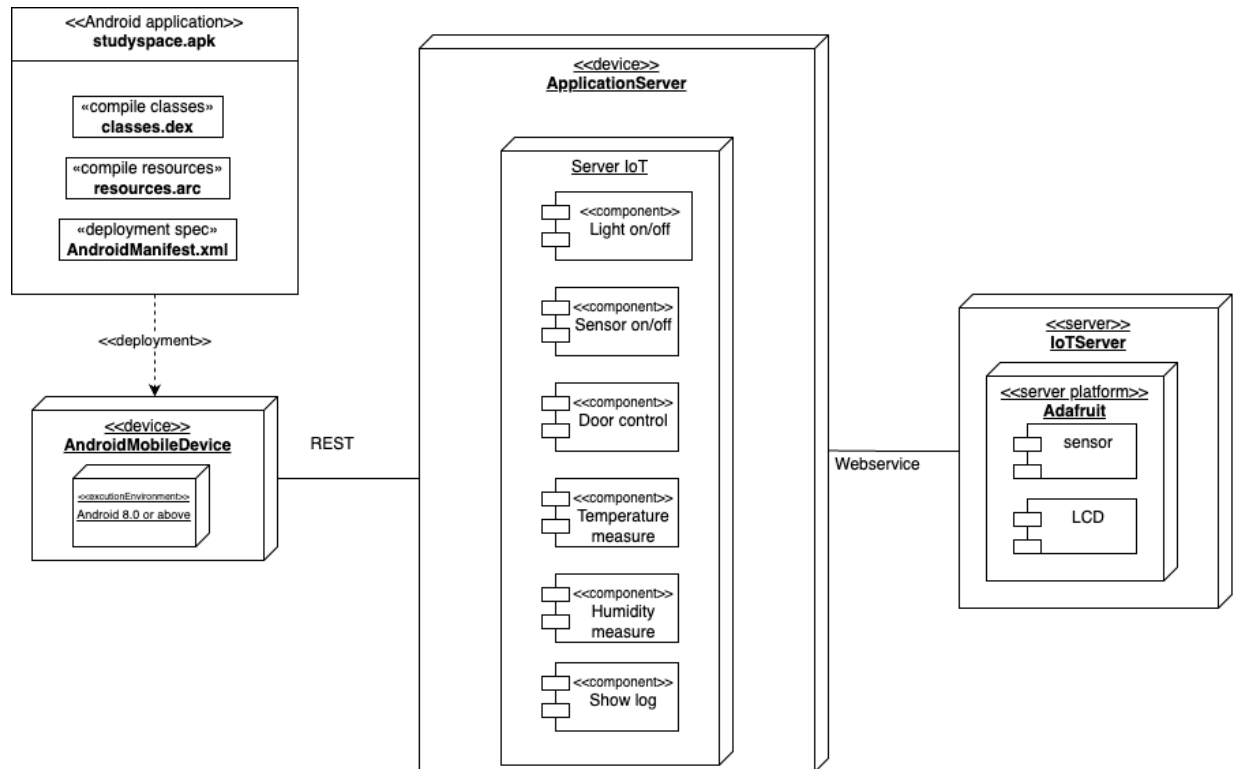 <<Android application>>
studyspace.apk
«compile classes»
classes.dex
«compile resources»
resources.arc
«deployment spec»
AndroidManifest.xml
<<deployment>>
<<device>>
AndroidMobileDevice
<<excutionEnvironment>>
Android 8.0 or above
REST
<<device>>
ApplicationServer
Server IoT
<<component>>
Light on/off
<<component>>
Sensor on/off
<<component>>
Door control
<<component>>
Temperature
measure
<<component>>
Humidity
measure
<<component>>
Show log
Webservice
<<server>>
IoTServer
<<server platform>>
Adafruit
sensor
LCD